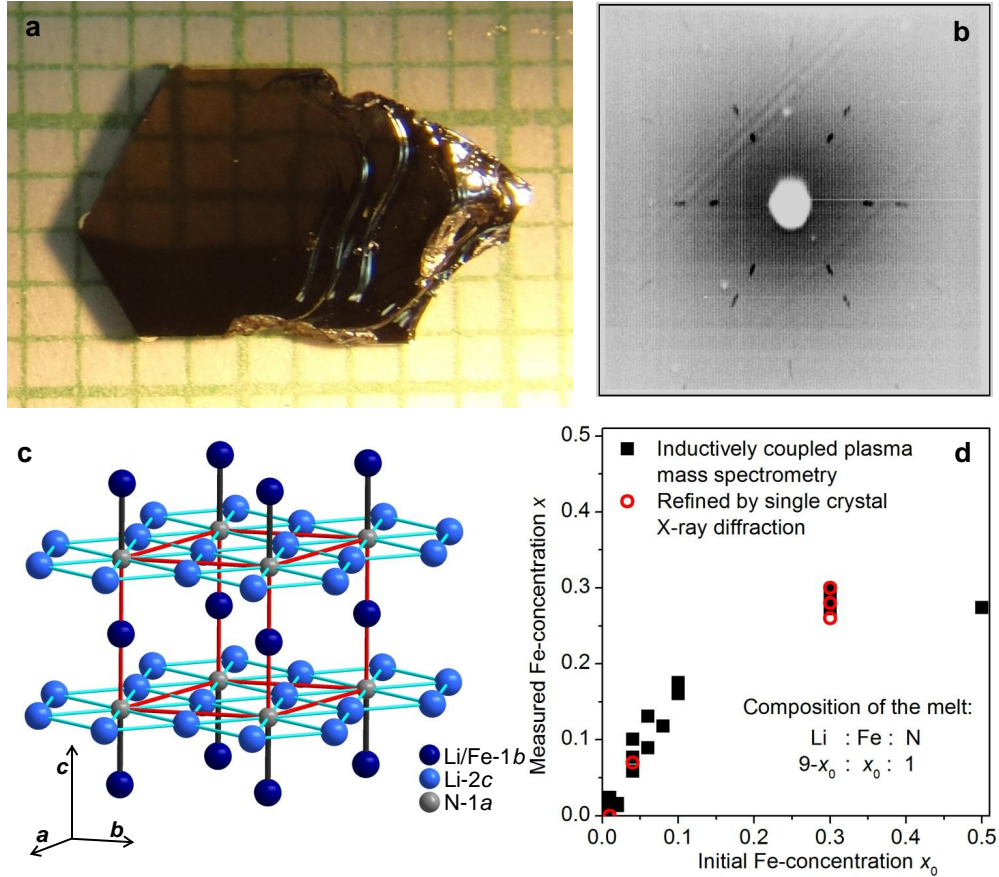 a
b
c
Li/Fe-1b
Li-2c
N-1a
c
a
b
d
Inductively coupled plasma
mass spectrometry
Refined by single crystal
X-ray diffraction
Composition of the melt:
Li : Fe : N
9-x₀ : x₀ : 1
Measured Fe-concentration x
0.5
0.4
0.3
0.2
0.1
0.0
0.0 0.1 0.2 0.3 0.4 0.5
Initial Fe-concentration x₀